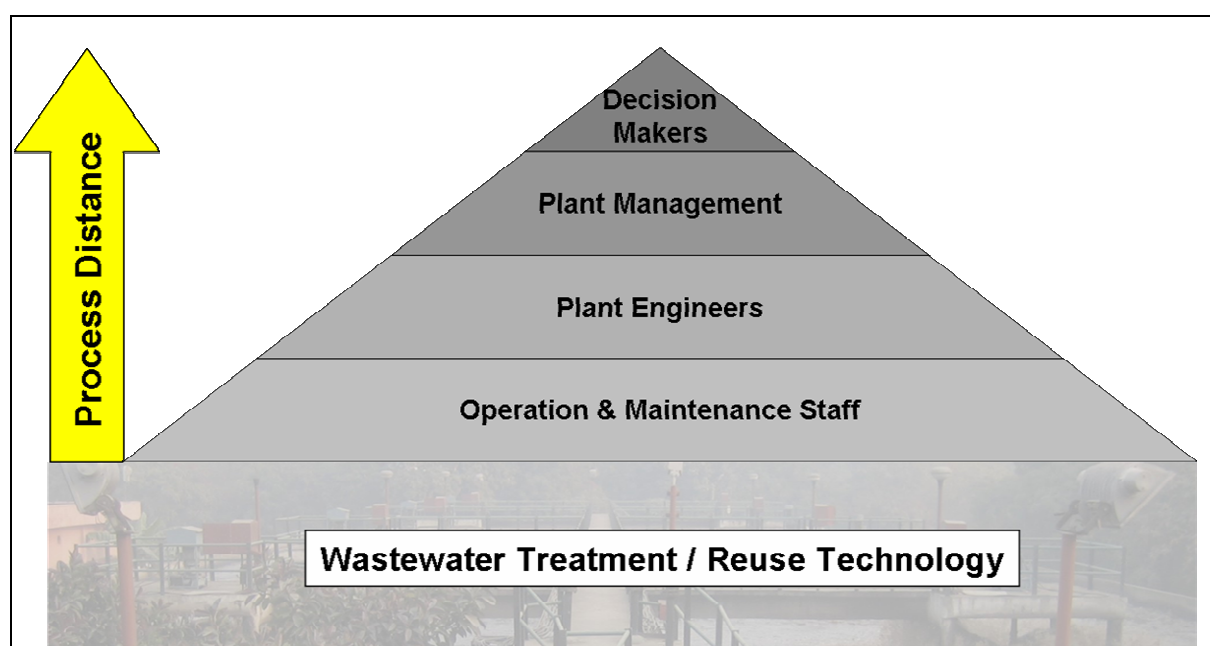 Process Distance
Decision
Makers
Plant Management
Plant Engineers
Operation & Maintenance Staff
Wastewater Treatment / Reuse Technology